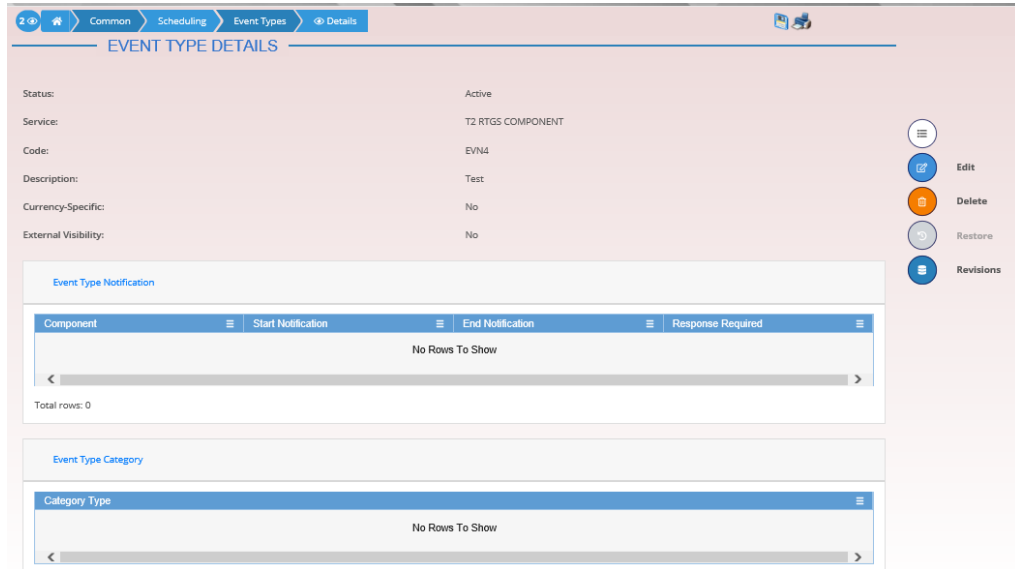 2 Common Scheduling Event Types Details
EVENT TYPE DETAILS
Status: Active
Service: T2 RTGS COMPONENT
Code: EVN4
Description: Test
Currency-Specific: No
External Visibility: No
Edit
Delete
Restore
Revisions
Event Type Notification
Component Start Notification End Notification Response Required
No Rows To Show
Total rows: 0
Event Type Category
Category Type
No Rows To Show